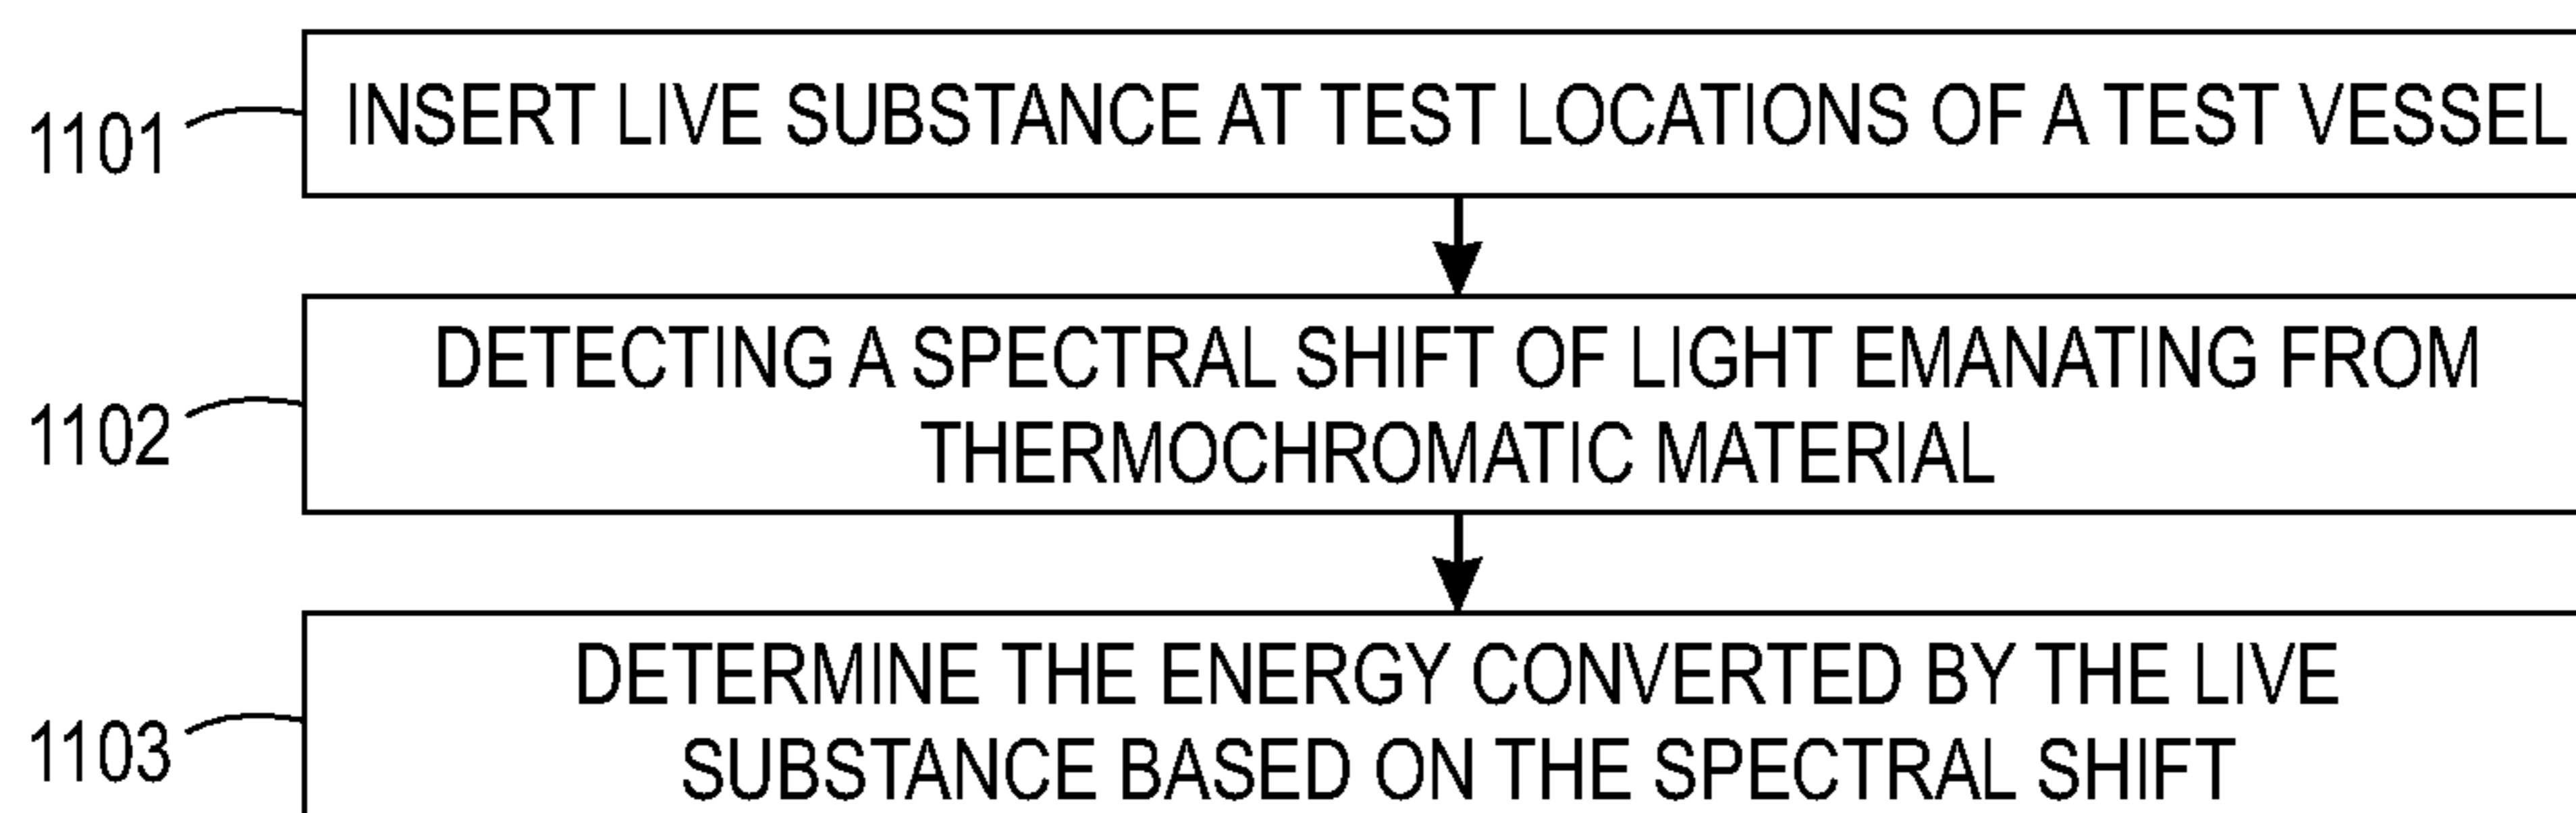 1101 INSERT LIVE SUBSTANCE AT TEST LOCATIONS OF A TEST VESSEL
1102 DETECTING A SPECTRAL SHIFT OF LIGHT EMANATING FROM
THERMOCHROMATIC MATERIAL
1103 DETERMINE THE ENERGY CONVERTED BY THE LIVE
SUBSTANCE BASED ON THE SPECTRAL SHIFT